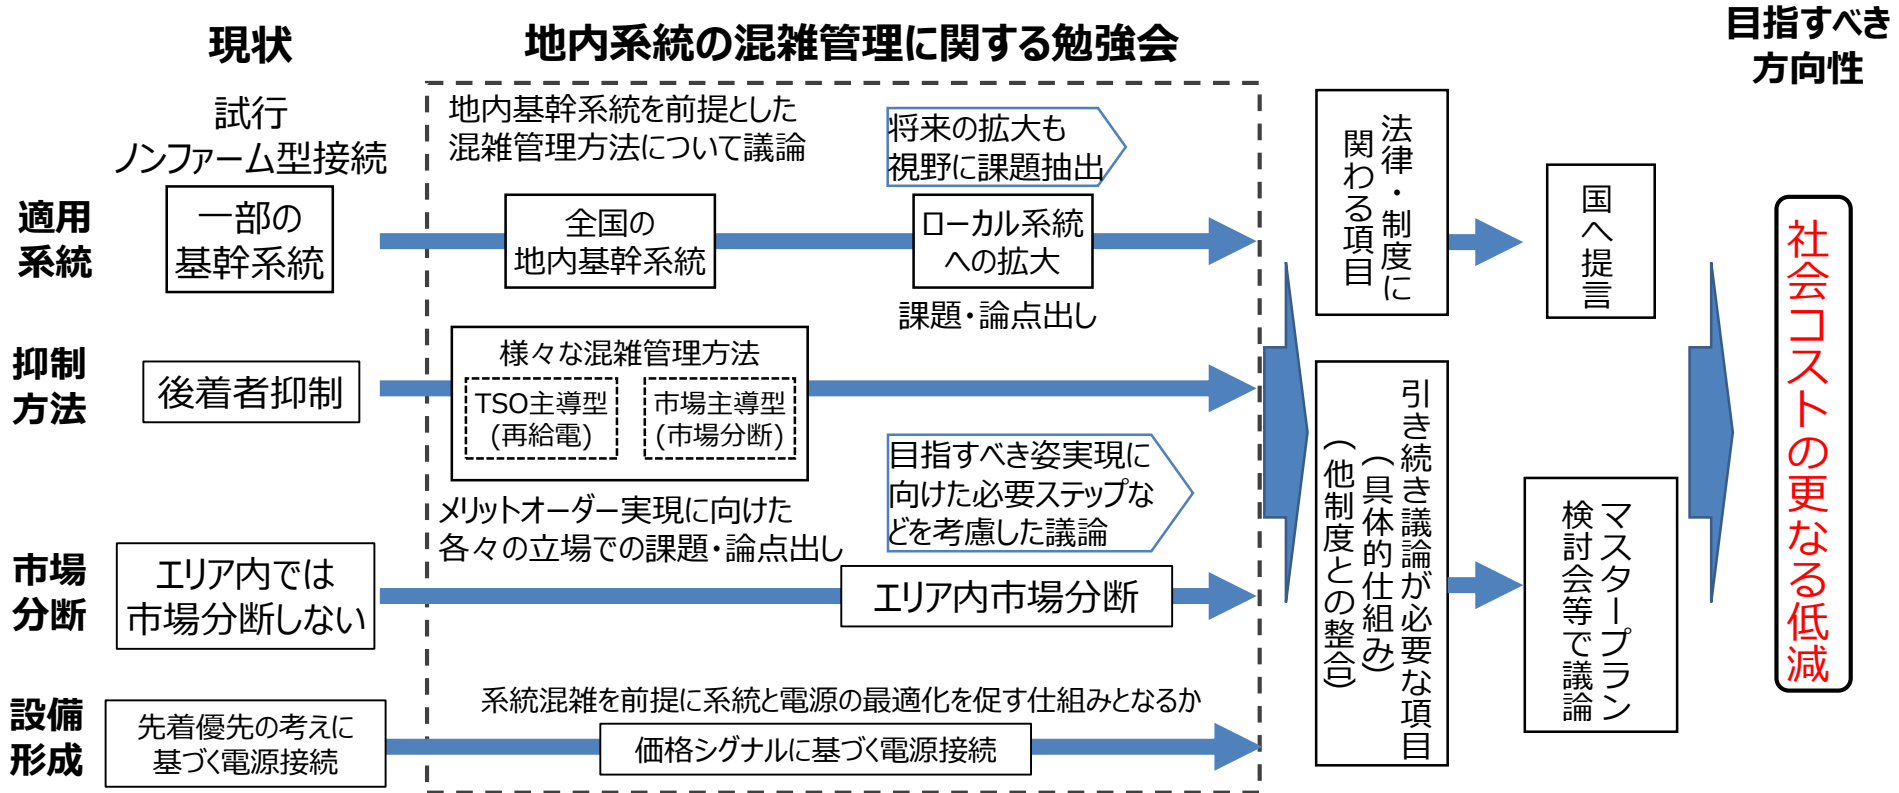 現状
地内系統の混雑管理に関する勉強会
目指すべき
方向性
試行
ノンファーム型接続
地内基幹系統を前提とした
混雑管理方法について議論
将来の拡大も
視野に課題抽出
適用
系統
一部の
基幹系統
全国の
地内基幹系統
ローカル系統
への拡大
課題・論点出し
抑制
方法
後着者抑制
様々な混雑管理方法
TSO主導型
(再給電)
市場主導型
(市場分断)
メリットオーダー実現に向けた
各々の立場での課題・論点出し
目指すべき姿実現に
向けた必要ステップな
どを考慮した議論
市場
分断
エリア内では
市場分断しない
エリア内市場分断
設備
形成
先着優先の考えに
基づく電源接続
系統混雑を前提に系統と電源の最適化を促す仕組みとなるか
価格シグナルに基づく電源接続
法律・制度に
関わる項目
国へ提言
引き続き議論が必要な項目
(具体的仕組み)
(他制度との整合)
マスタープラン
検討会等で議論
社会コストの更なる低減